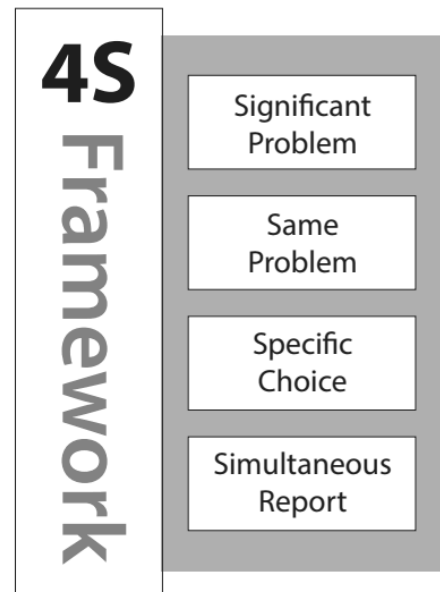 4S
Framework
Significant
Problem
Same
Problem
Specific
Choice
Simultaneous
Report